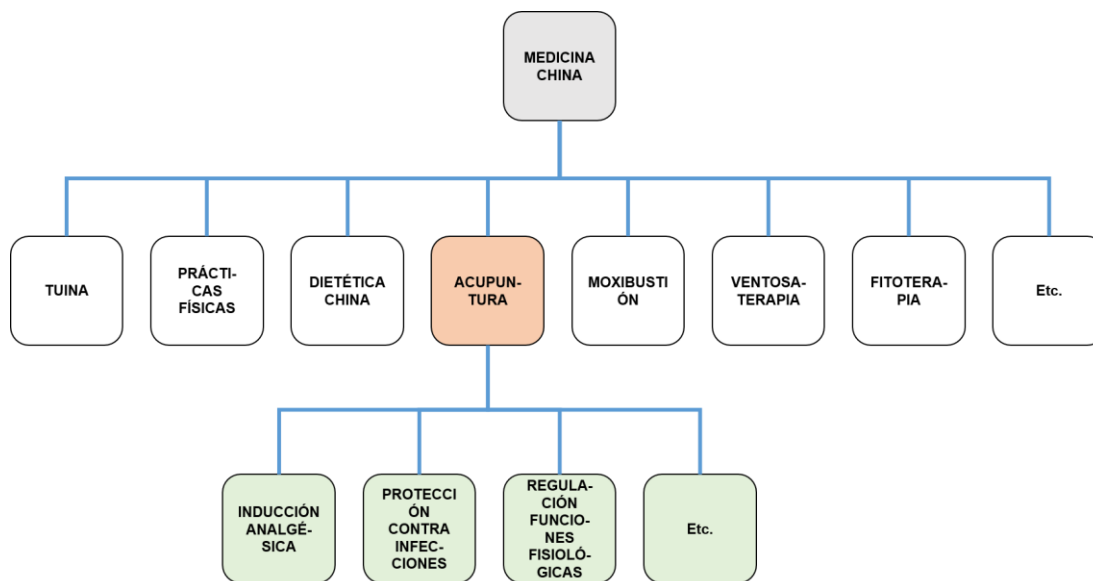 MEDICINA
CHINA
TUINA
PRÁCTI-
CAS
FÍSICAS
DIETÉTICA
CHINA
ACUPUN-
TURA
MOXIBUSTI
ÓN
VENTOSA-
TERAPIA
FITOTERA-
PIA
Etc.
INDUCCIÓN
ANALGÉ-
SICA
PROTECCI
ÓN
CONTRA
INFEC-
CIONES
REGULA-
CIÓN
FUNCIO-
NES
FISIOLÓ-
GICAS
Etc.